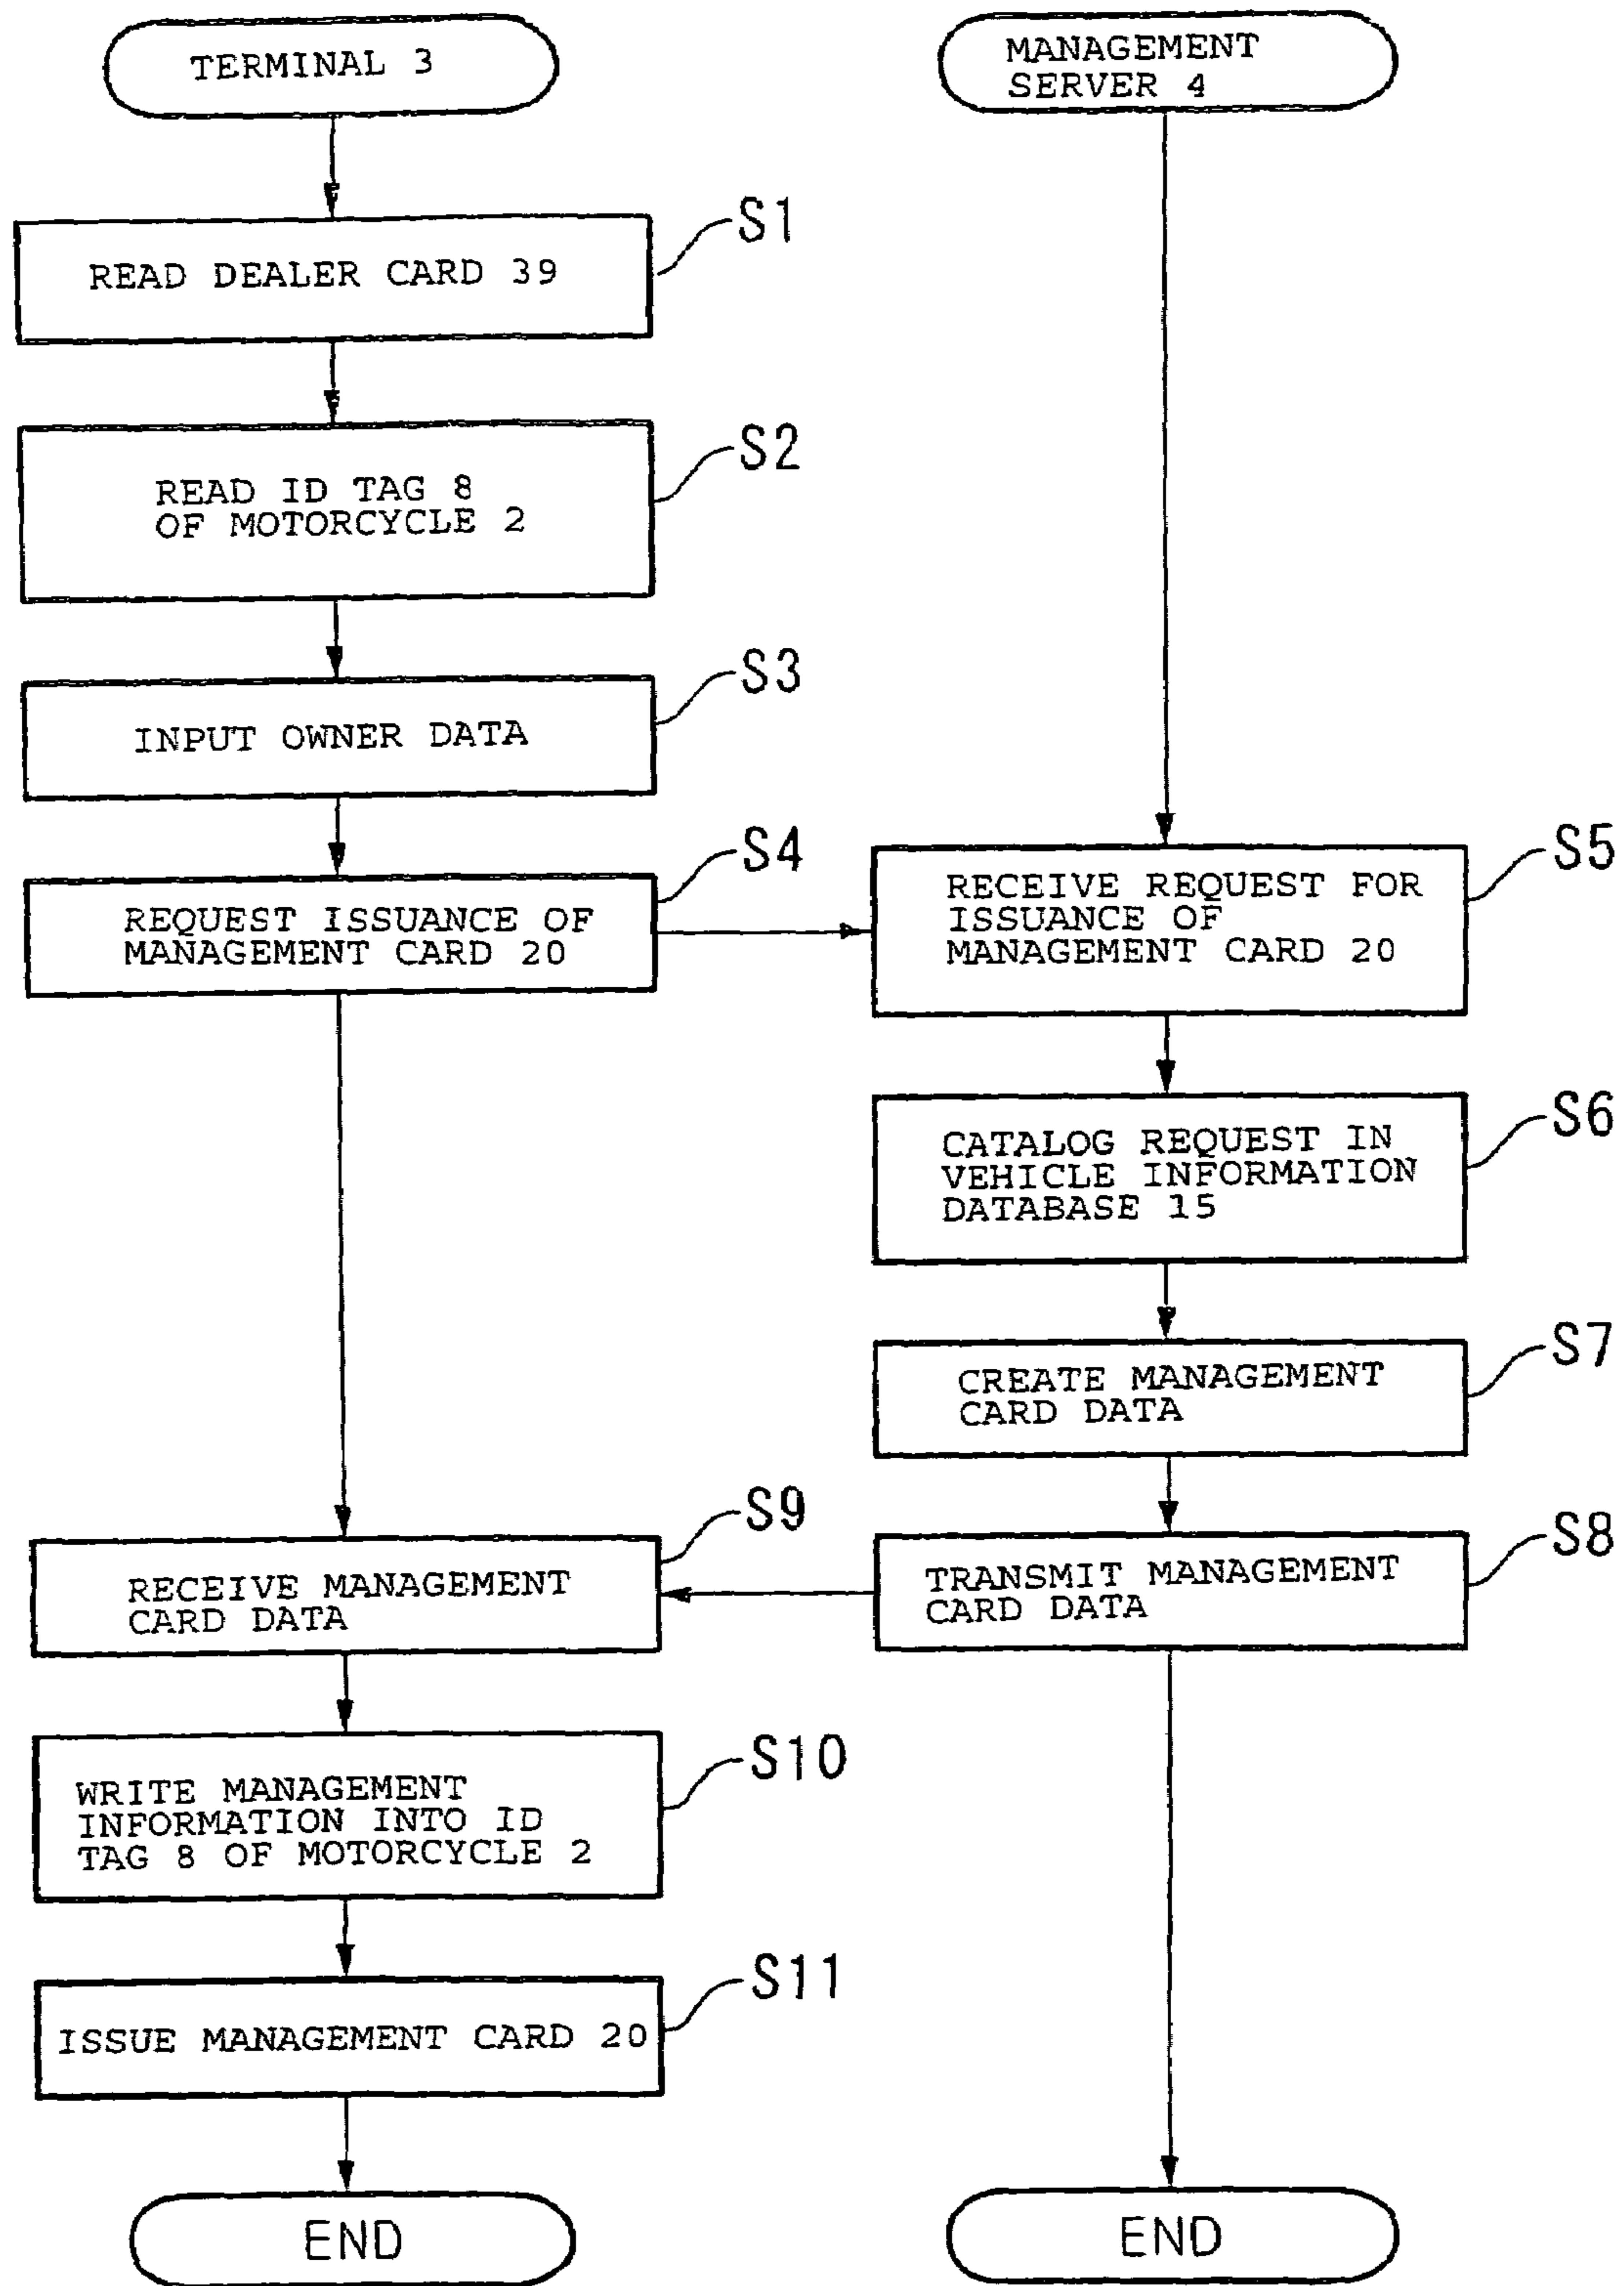 TERMINAL 3
MANAGEMENT
SERVER 4
S1
READ DEALER CARD 39
S2
READ ID TAG 8
OF MOTORCYCLE 2
S3
INPUT OWNER DATA
S4
REQUEST ISSUANCE OF
MANAGEMENT CARD 20
S5
RECEIVE REQUEST FOR
ISSUANCE OF
MANAGEMENT CARD 20
S6
CATALOG REQUEST IN
VEHICLE INFORMATION
DATABASE 15
S7
CREATE MANAGEMENT
CARD DATA
S8
TRANSMIT MANAGEMENT
CARD DATA
S9
RECEIVE MANAGEMENT
CARD DATA
S10
WRITE MANAGEMENT
INFORMATION INTO ID
TAG 8 OF MOTORCYCLE 2
S11
ISSUE MANAGEMENT CARD 20
END
END